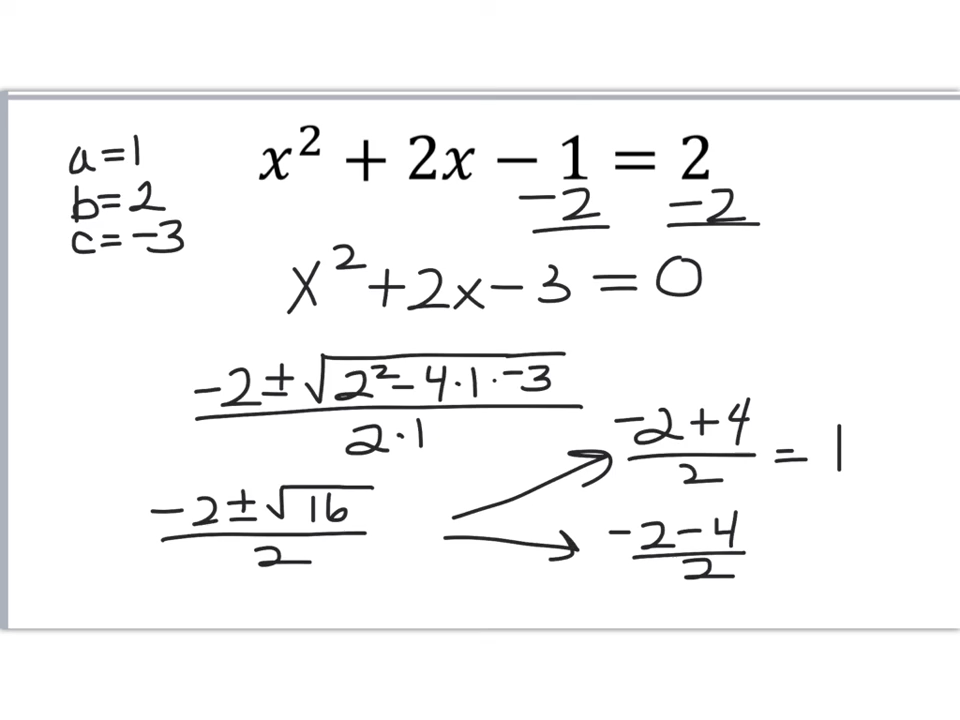 a=1
b=2
c=-3
x² + 2x − 1 = 2
-2 -2
x²+2x-3=0
(-2±√(2²-4·1·-3))/(2·1)
(-2+4)/2 = 1
(-2±√16)/2
(-2-4)/2